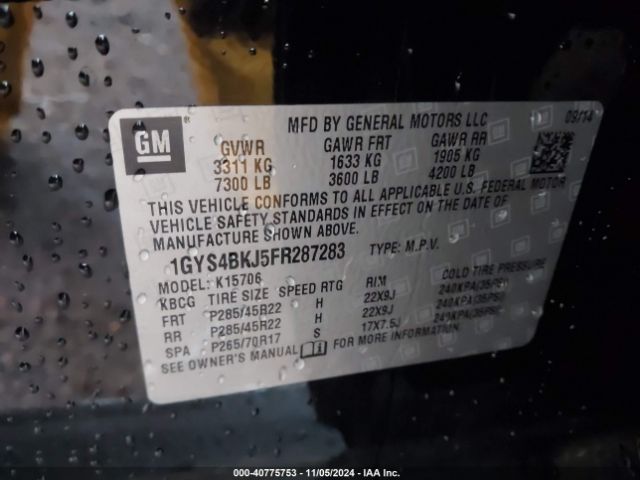 GM
MFD BY GENERAL MOTORS LLC 09/14
GVWR GAWR FRT GAWR RR
3311 KG 1633 KG 1905 KG
7300 LB 3600 LB 4200 LB
THIS VEHICLE CONFORMS TO ALL APPLICABLE U.S. FEDERAL MOTOR
VEHICLE SAFETY STANDARDS IN EFFECT ON THE DATE OF
MANUFACTURE SHOWN ABOVE.
1GYS4BKJ5FR287283 TYPE: M.P.V.
MODEL: K15706
KBCG TIRE SIZE SPEED RTG RIM COLD TIRE PRESSURE
FRT P285/45R22 H 22X9J 240KPA(35PSI)
RR P285/45R22 H 22X9J 240KPA(35PSI)
SPA P265/70R17 S 17X7.5J 240KPA(35PSI)
SEE OWNER'S MANUAL FOR MORE INFORMATION
000-40775753 - 11/05/2024 - IAA Inc.